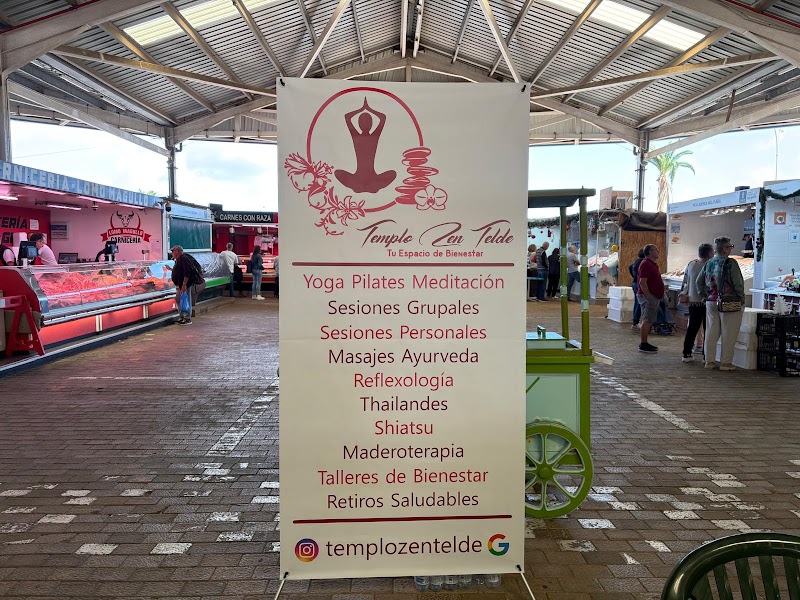 Templo Zen Telde
Tu Espacio de Bienestar
Yoga Pilates Meditación
Sesiones Grupales
Sesiones Personales
Masajes Ayurveda
Reflexología
Thailandes
Shiatsu
Maderoterapia
Talleres de Bienestar
Retiros Saludables
templozentelde
CARNICERÍA
CARNES CON RAZA